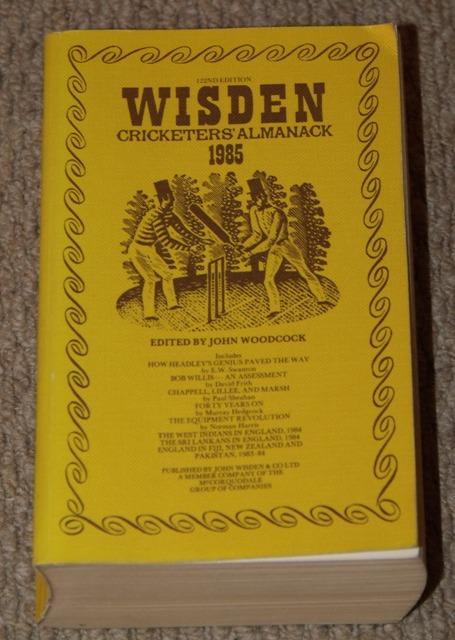 122ND EDITION
WISDEN
CRICKETERS' ALMANACK
1985
EDITED BY JOHN WOODCOCK
Includes
HOW HEADLEY'S GENIUS PAVED THE WAY
by E. W. Swanton
BOB WILLIS — AN ASSESSMENT
by David Frith
CHAPPELL, LILLEE, AND MARSH
by Paul Sheahan
FORTY YEARS ON
by Murray Hedgcock
THE EQUIPMENT REVOLUTION
by Norman Harris
THE WEST INDIANS IN ENGLAND, 1984
THE SRI LANKANS IN ENGLAND, 1984
ENGLAND IN FIJI, NEW ZEALAND AND
PAKISTAN, 1983-84
PUBLISHED BY JOHN WISDEN & CO LTD
A MEMBER COMPANY OF THE
McCORQUODALE
GROUP OF COMPANIES